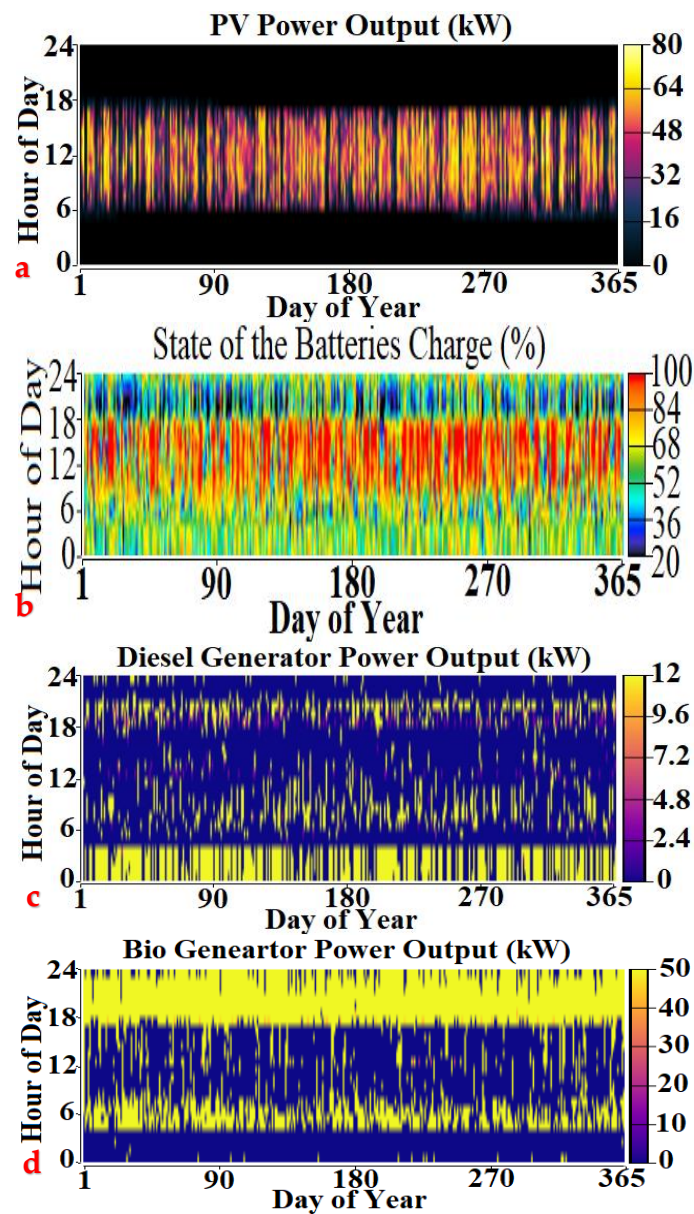 PV Power Output (kW)
Hour of Day
24
18
12
6
0
80
64
48
32
16
0
1 90 180 270 365
Day of Year
a
State of the Batteries Charge (%)
Hour of Day
24
18
12
6
0
100
84
68
52
36
20
1 90 180 270 365
Day of Year
b
Diesel Generator Power Output (kW)
Hour of Day
24
18
12
6
0
12
9.6
7.2
4.8
2.4
0
1 90 180 270 365
Day of Year
c
Bio Geneartor Power Output (kW)
Hour of Day
24
18
12
6
0
50
40
30
20
10
0
1 90 180 270 365
Day of Year
d